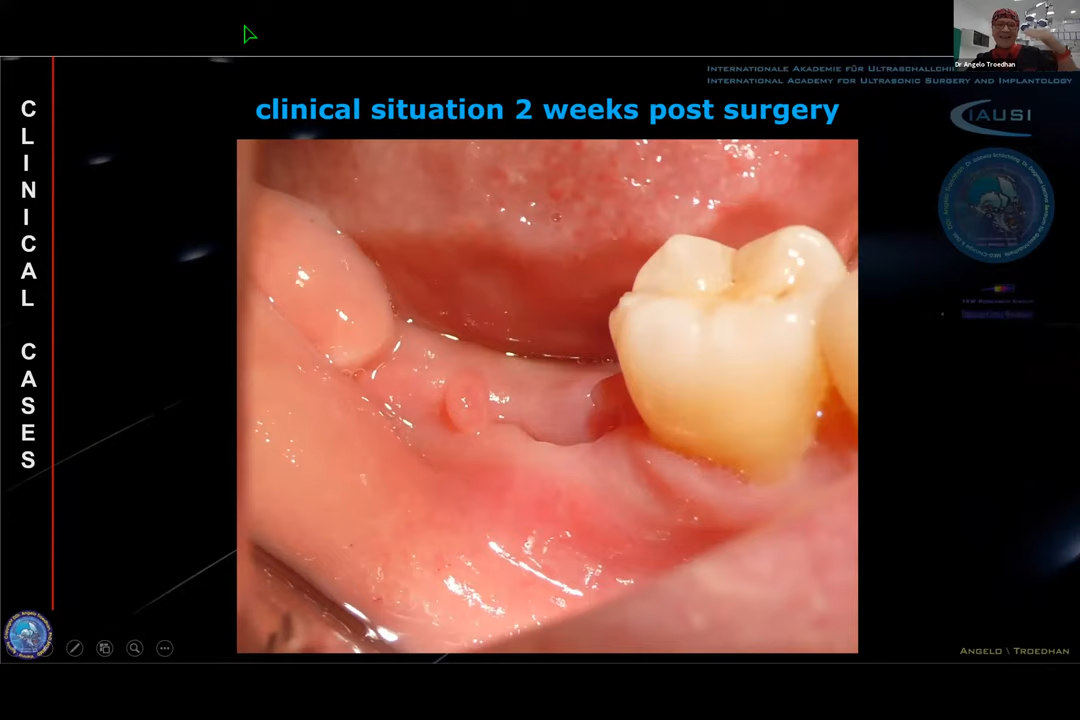 Dr Angelo Troedhan
INTERNATIONALE AKADEMIE FÜR ULTRASCHALLCHI
INTERNATIONAL ACADEMY FOR ULTRASONIC SURGERY AND IMPLANTOLOGY
clinical situation 2 weeks post surgery
IAUSI
CLINICAL CASES
ANGELO \ TROEDHAN